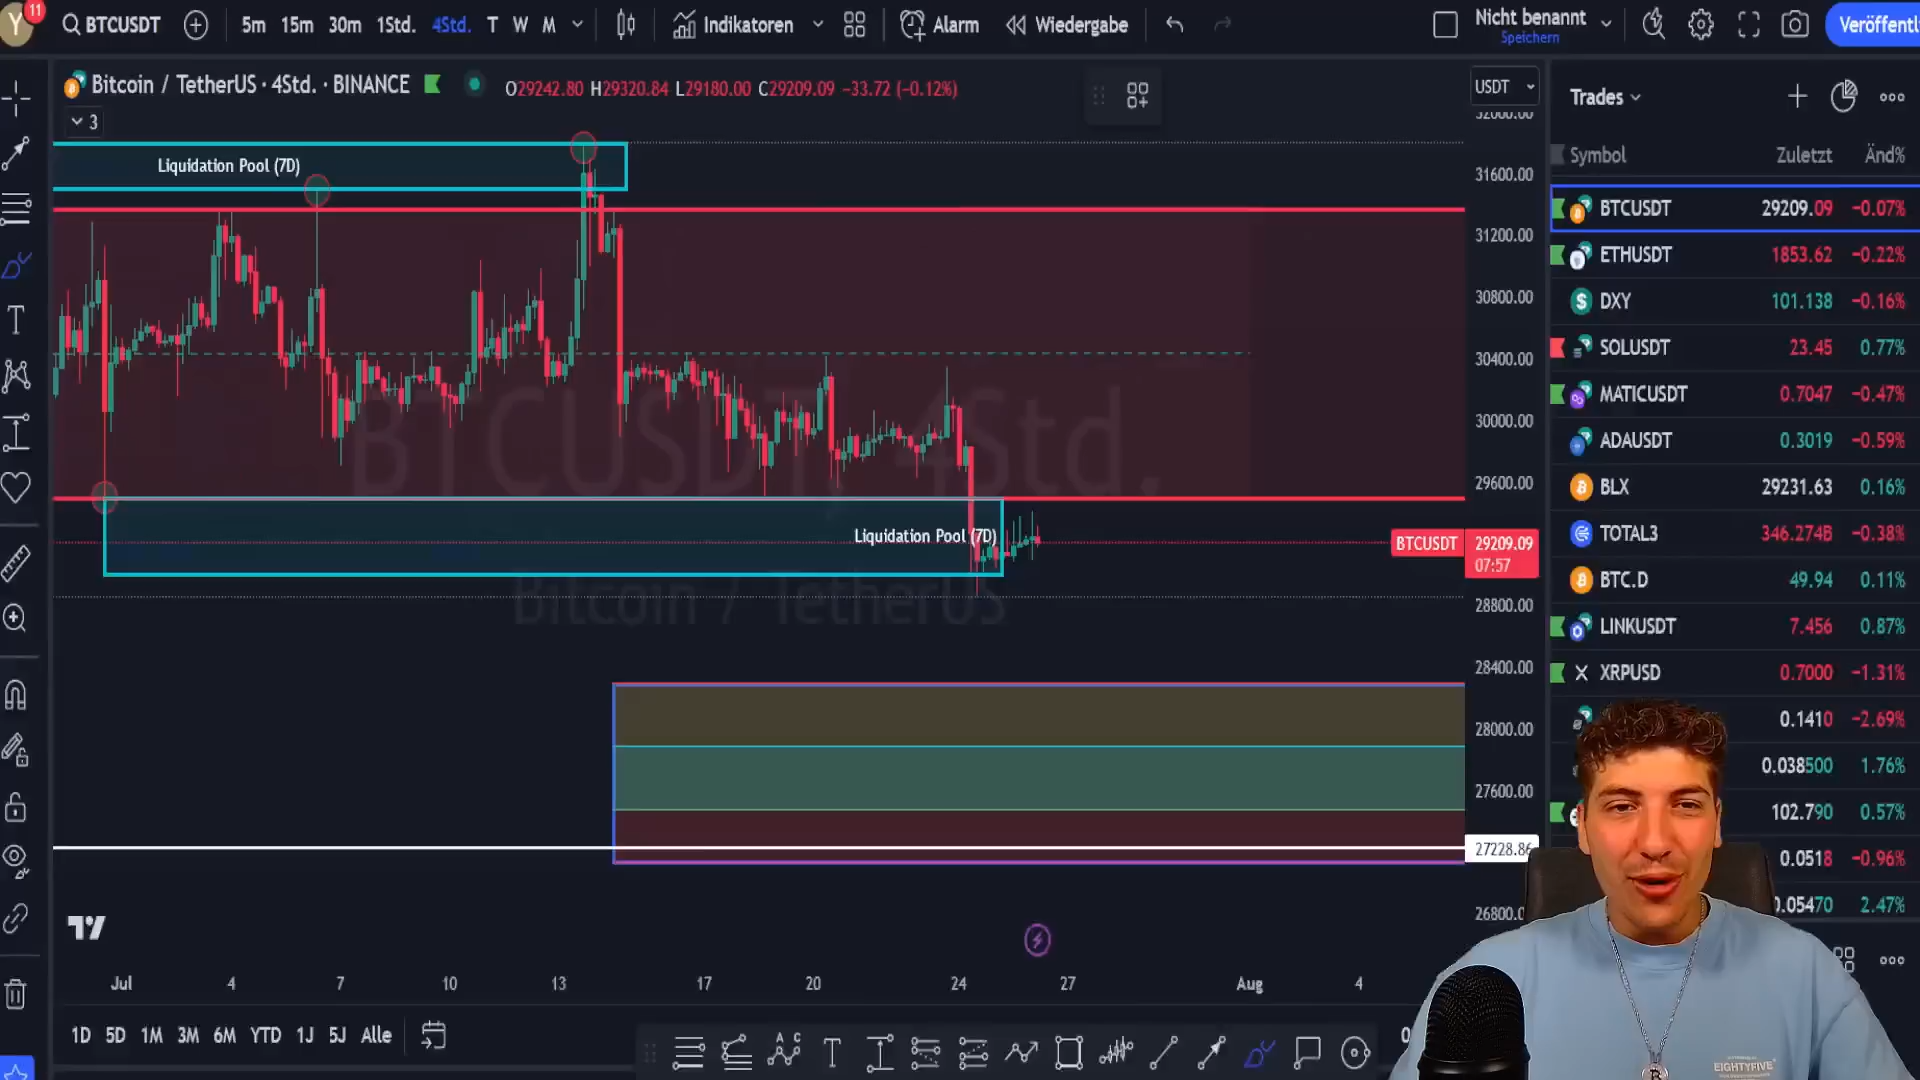 Y 11
BTCUSDT 5m 15m 30m 1Std. 4Std. T W M Indikatoren Alarm Wiedergabe Nicht benannt Veröffentl
Speichern
Bitcoin / TetherUS · 4Std. · BINANCE O29242.80 H29320.84 L29180.00 C29209.09 −33.72 (−0.12%)
USDT
3
Liquidation Pool (7D)
Liquidation Pool (7D)
BTCUSDT, 4Std.
Bitcoin / TetherUS
32000.00
31600.00
31200.00
30800.00
30400.00
30000.00
29600.00
BTCUSDT 29209.09
07:57
28800.00
28400.00
28000.00
27600.00
27228.86
26800.0
Jul 4 7 10 13 17 20 24 27 Aug 4
1D 5D 1M 3M 6M YTD 1J 5J Alle
Trades
Symbol Zuletzt Änd%
BTCUSDT 29209.09 −0.07%
ETHUSDT 1853.62 −0.22%
DXY 101.138 −0.16%
SOLUSDT 23.45 0.77%
MATICUSDT 0.7047 −0.47%
ADAUSDT 0.3019 −0.59%
BLX 29231.63 0.16%
TOTAL3 346.274B −0.38%
BTC.D 49.94 0.11%
LINKUSDT 7.456 0.87%
XRPUSD 0.7000 −1.31%
0.1410 −2.69%
0.038500 1.76%
102.790 0.57%
0.0518 −0.96%
0.05470 2.47%
EIGHTYFIVE